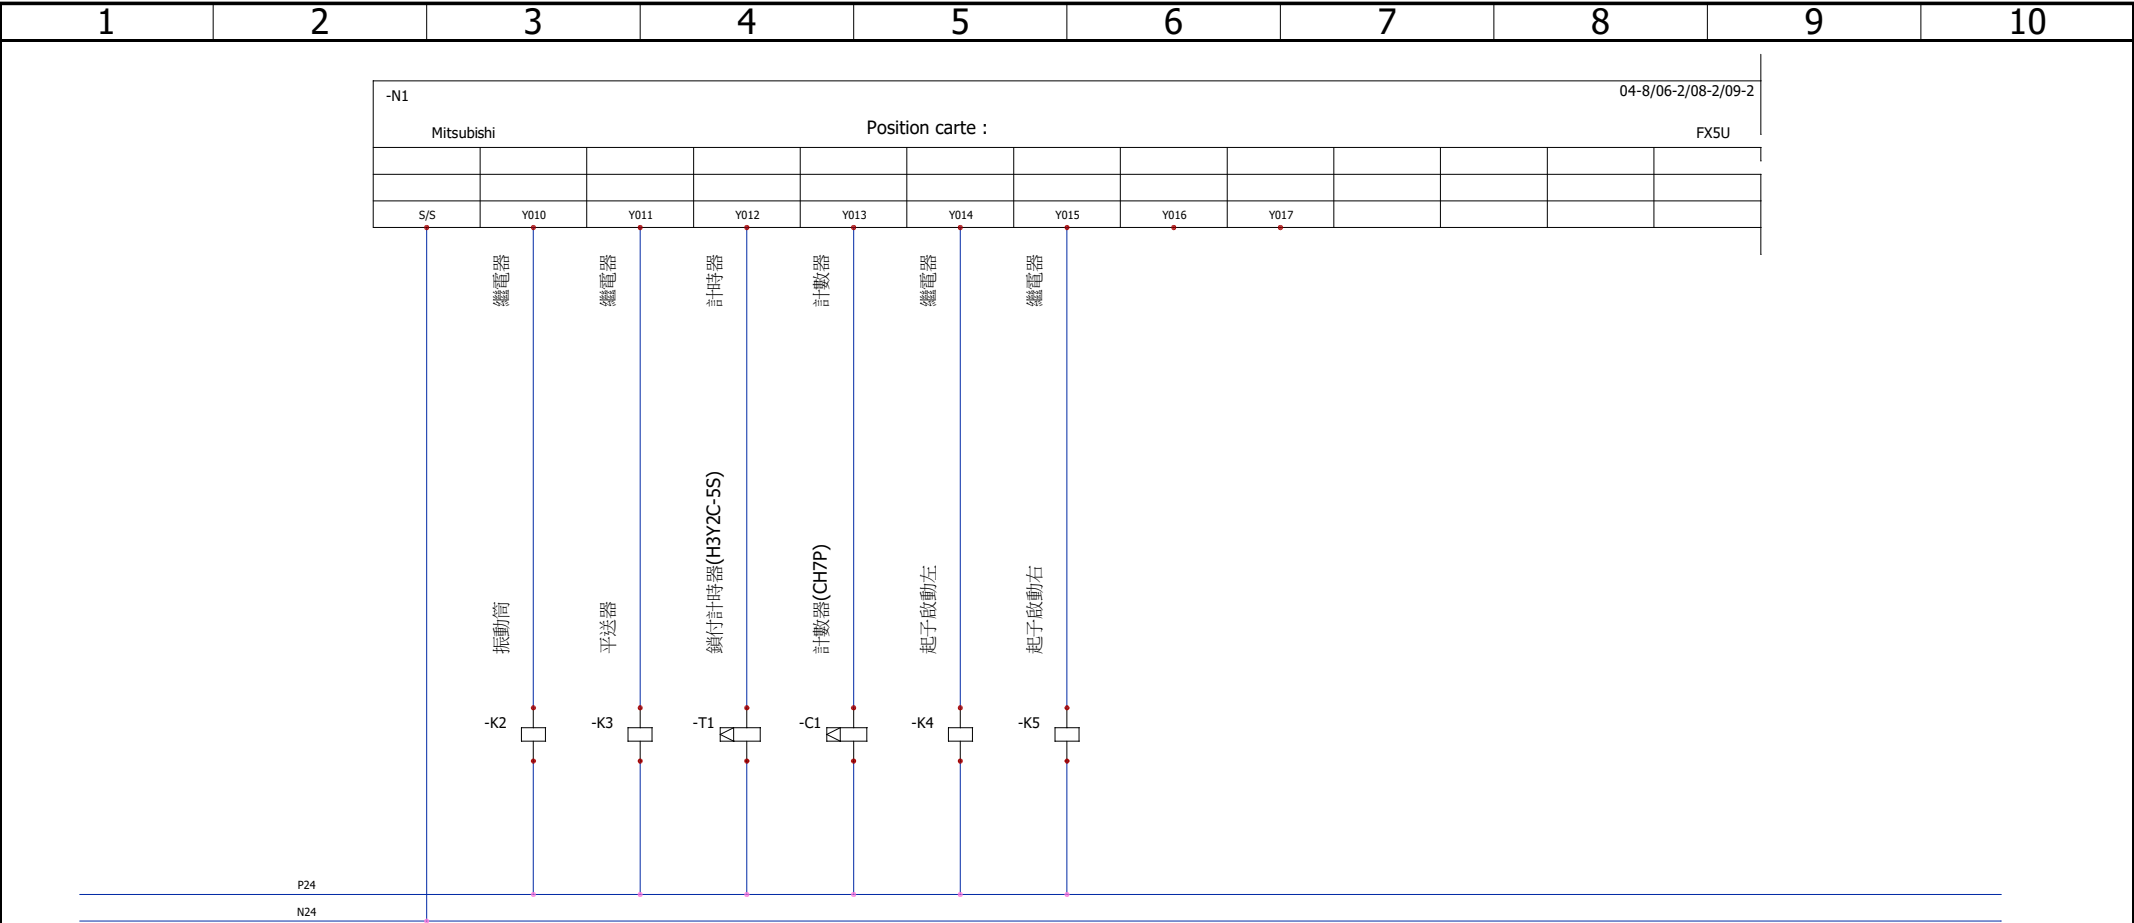 1 2 3 4 5 6 7 8 9 10
-N1 04-8/06-2/08-2/09-2
Mitsubishi Position carte : FX5U
S/S Y010 Y011 Y012 Y013 Y014 Y015 Y016 Y017
繼電器
繼電器
計時器
計數器
繼電器
繼電器
振動筒
平送器
鎖付計時器(H3Y2C-5S)
計數器(CH7P)
起子啟動左
起子啟動右
-K2 -K3 -T1 -C1 -K4 -K5
P24
N24